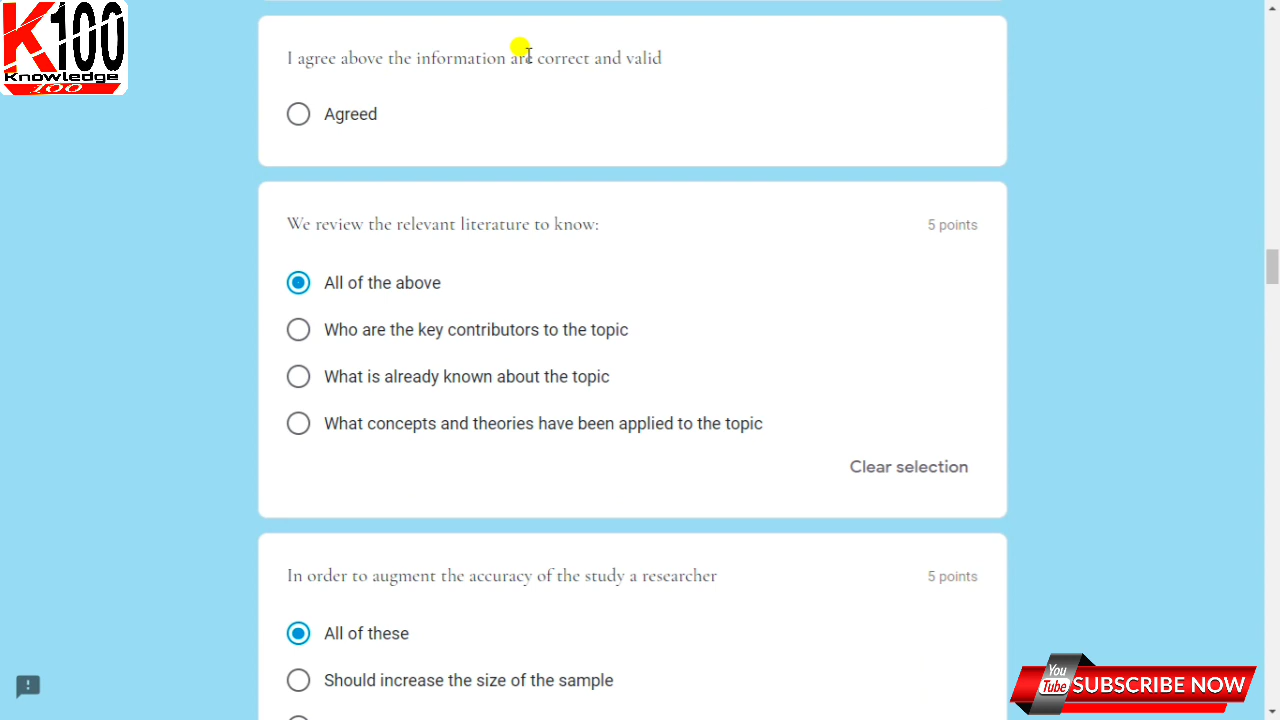 K100
Knowledge
100
I agree above the information are correct and valid
Agreed
We review the relevant literature to know:
5 points
All of the above
Who are the key contributors to the topic
What is already known about the topic
What concepts and theories have been applied to the topic
Clear selection
In order to augment the accuracy of the study a researcher
5 points
All of these
Should increase the size of the sample
You
Tube
SUBSCRIBE NOW